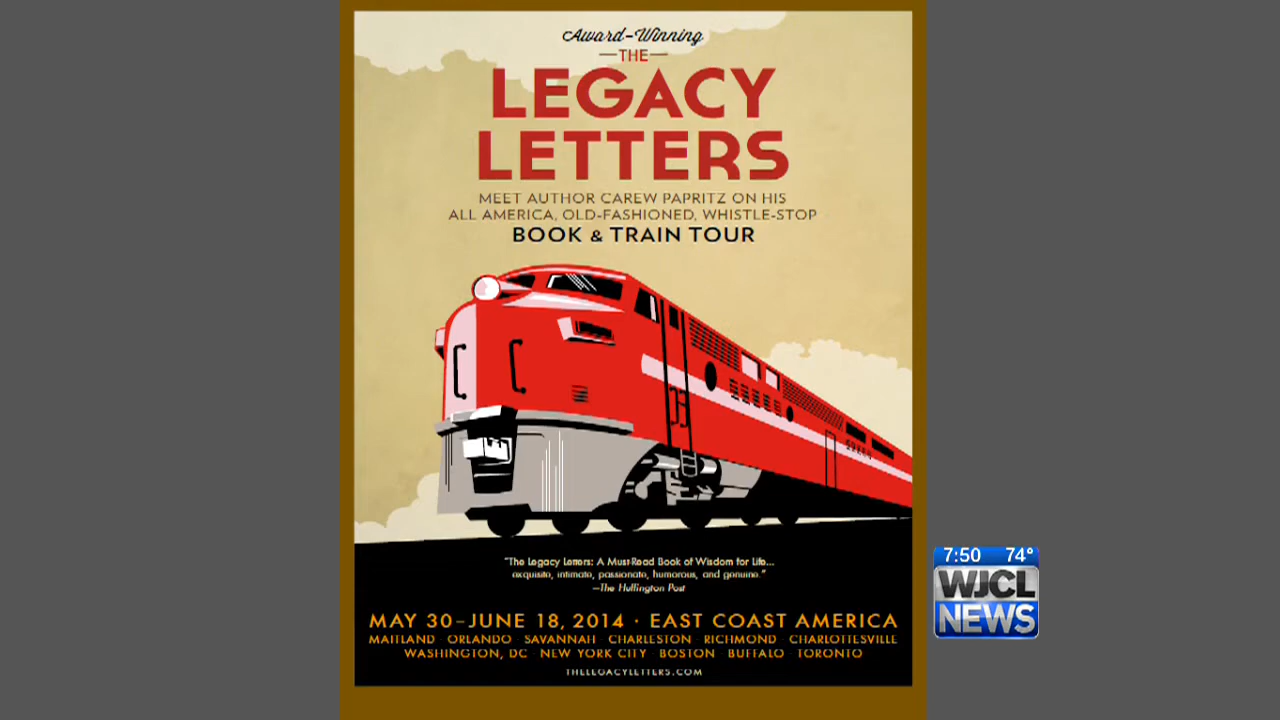 Award-Winning
THE
LEGACY
LETTERS
MEET AUTHOR CAREW PAPRITZ ON HIS
ALL AMERICA, OLD-FASHIONED, WHISTLE-STOP
BOOK & TRAIN TOUR
"The Legacy Letters: A Must-Read Book of Wisdom for Life...
exquisite, intimate, passionate, humorous, and genuine."
—The Huffington Post
MAY 30–JUNE 18, 2014 · EAST COAST AMERICA
MAITLAND · ORLANDO · SAVANNAH · CHARLESTON · RICHMOND · CHARLOTTESVILLE
WASHINGTON, DC · NEW YORK CITY · BOSTON · BUFFALO · TORONTO
THELEGACYLETTERS.COM
7:50 74°
WJCL
NEWS